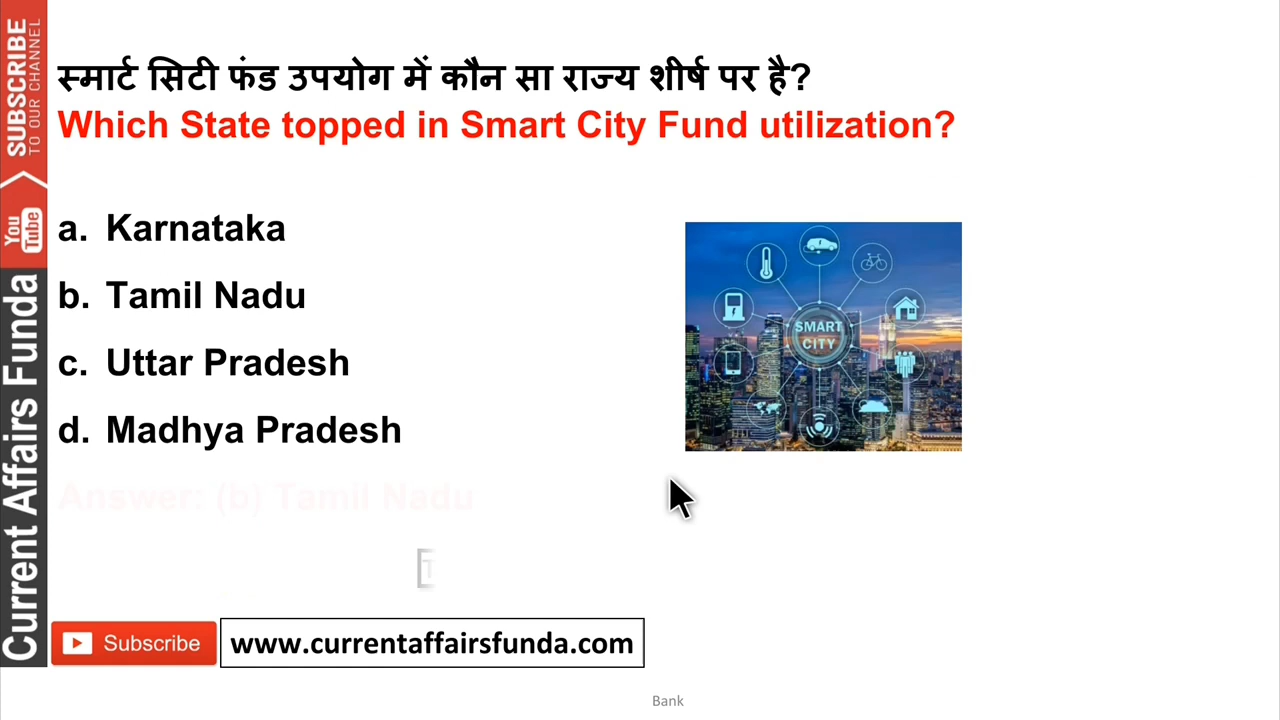 स्मार्ट सिटी फंड उपयोग में कौन सा राज्य शीर्ष पर है?
Which State topped in Smart City Fund utilization?
a. Karnataka
b. Tamil Nadu
c. Uttar Pradesh
d. Madhya Pradesh
Answer: (b) Tamil Nadu
SMART
CITY
SUBSCRIBE
TO OUR CHANNEL
You
Tube
Current Affairs Funda
Subscribe
www.currentaffairsfunda.com
Bank